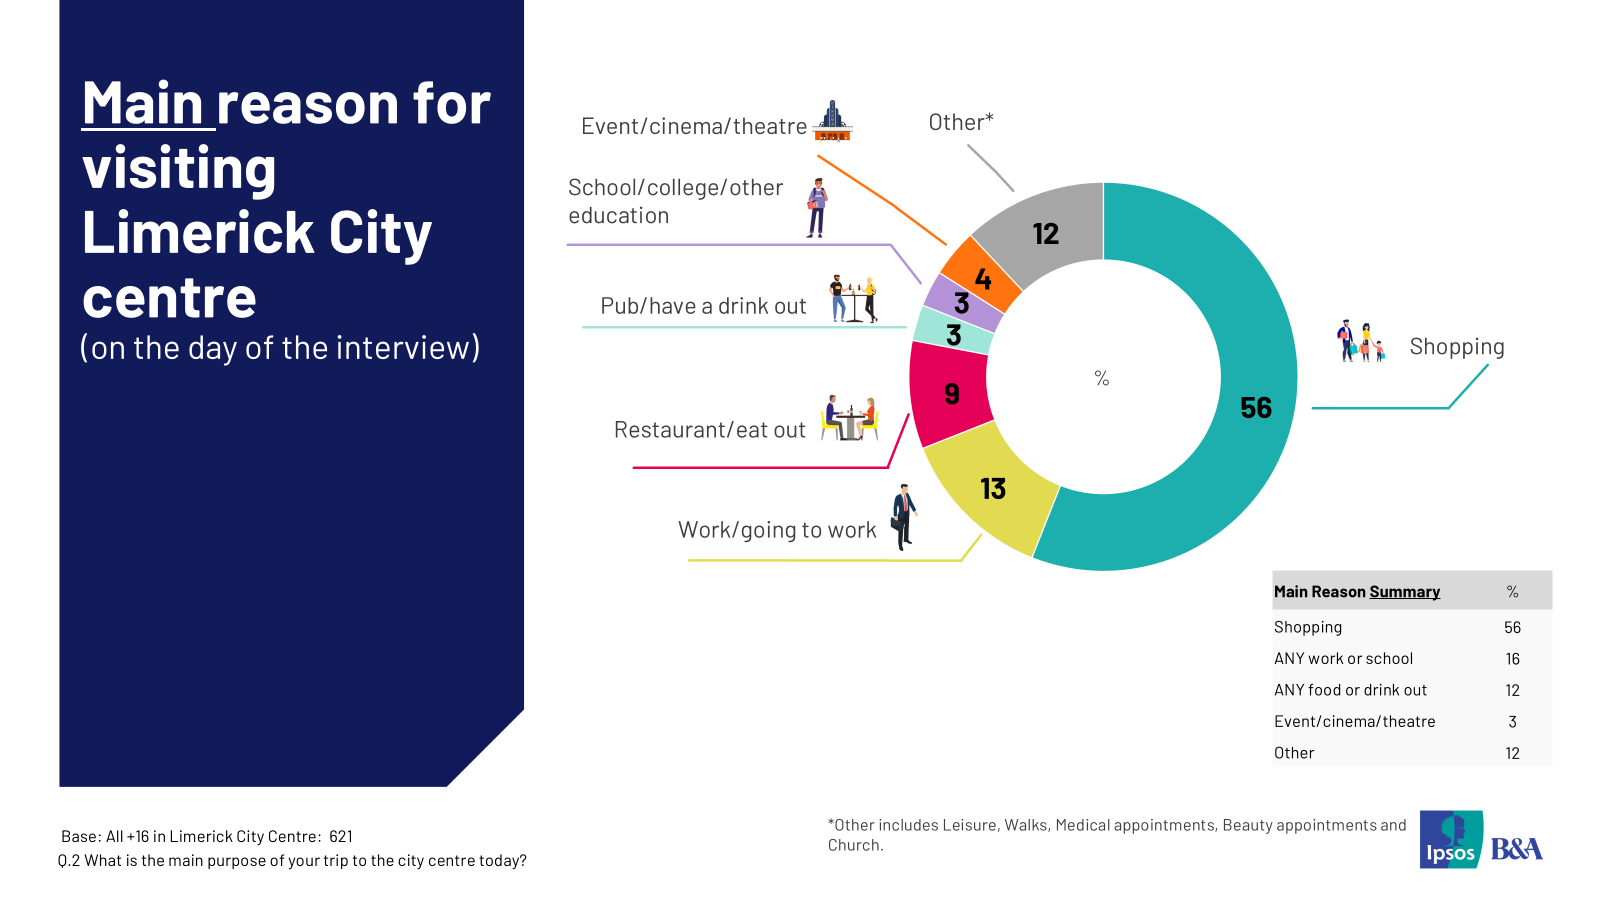 Main reason for
visiting
Limerick City
centre
(on the day of the interview)
Event/cinema/theatre
Other*
School/college/other
education
Pub/have a drink out
Restaurant/eat out
Work/going to work
Shopping
12
4
3
3
9
13
56
%
Main Reason Summary %
Shopping 56
ANY work or school 16
ANY food or drink out 12
Event/cinema/theatre 3
Other 12
Base: All +16 in Limerick City Centre: 621
Q.2 What is the main purpose of your trip to the city centre today?
*Other includes Leisure, Walks, Medical appointments, Beauty appointments and
Church.
Ipsos B&A